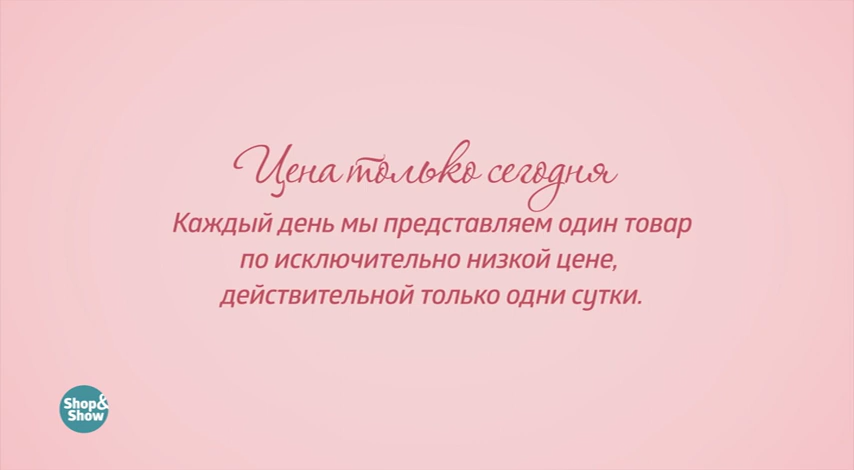 Цена только сегодня
Каждый день мы представляем один товар
по исключительно низкой цене,
действительной только одни сутки.
Shop&
Show